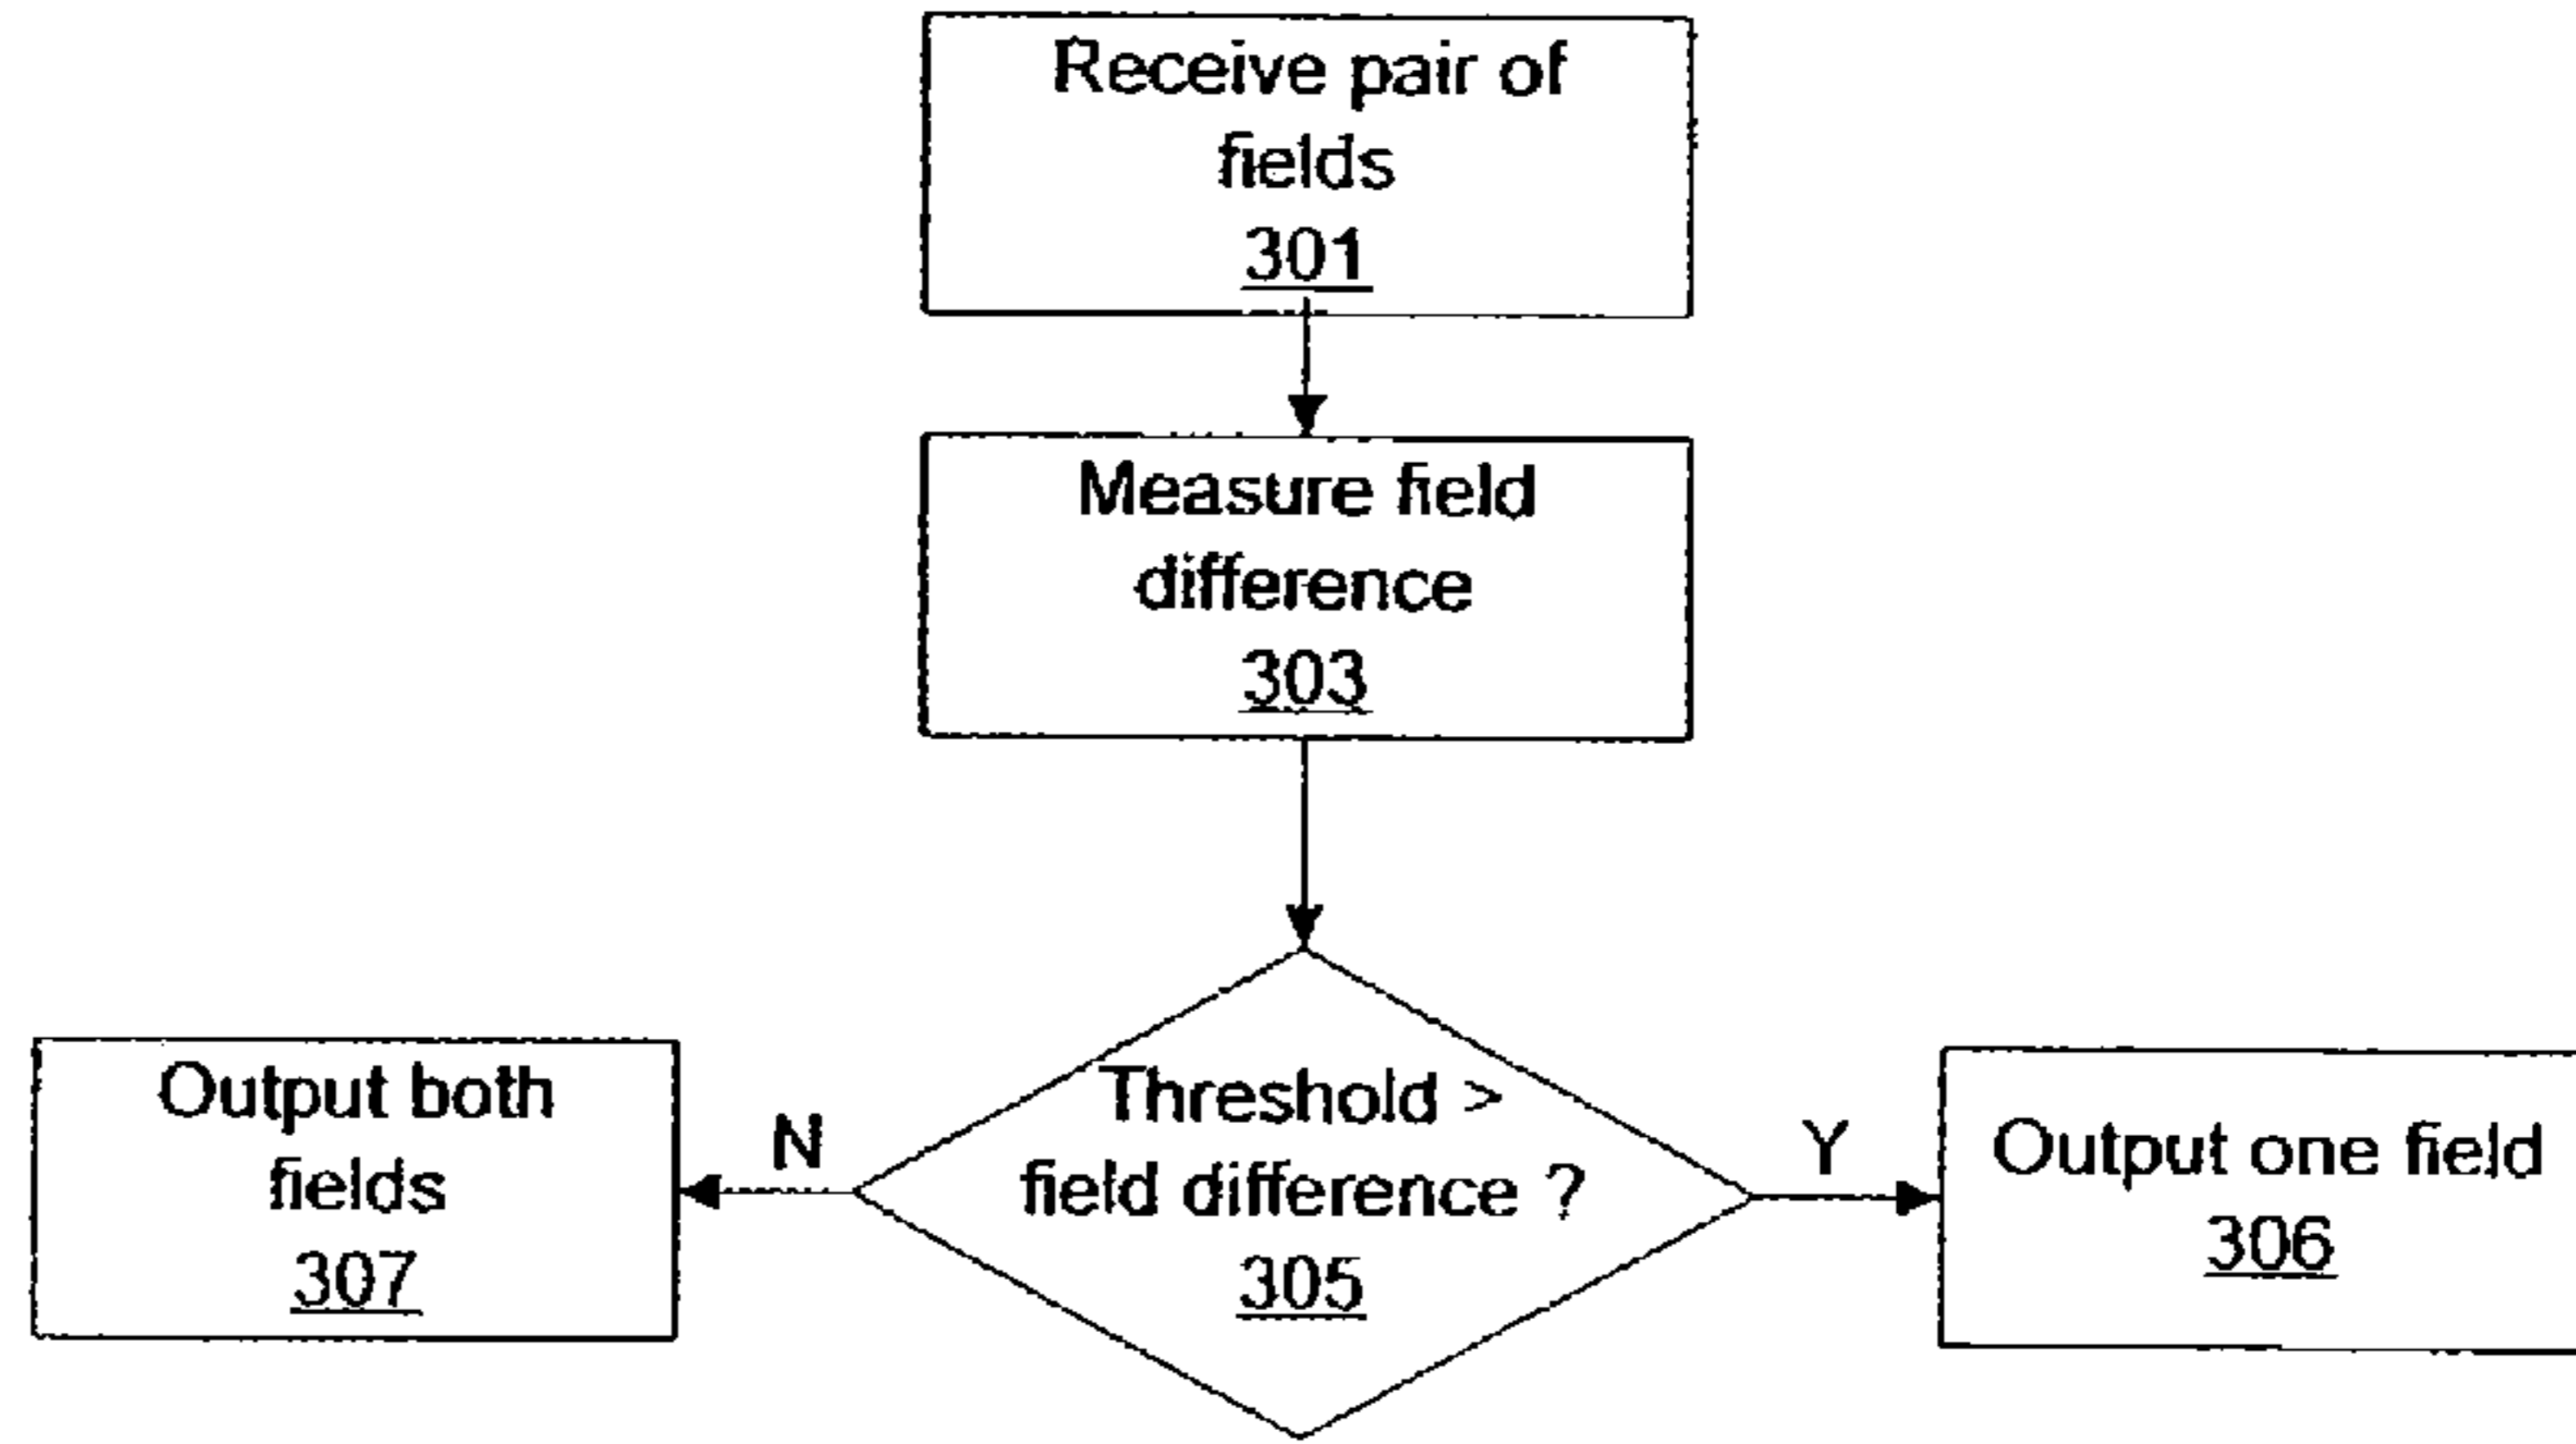 Receive pair of
fields
301
Measure field
difference
303
Threshold >
field difference ?
305
N
Y
Output both
fields
307
Output one field
306